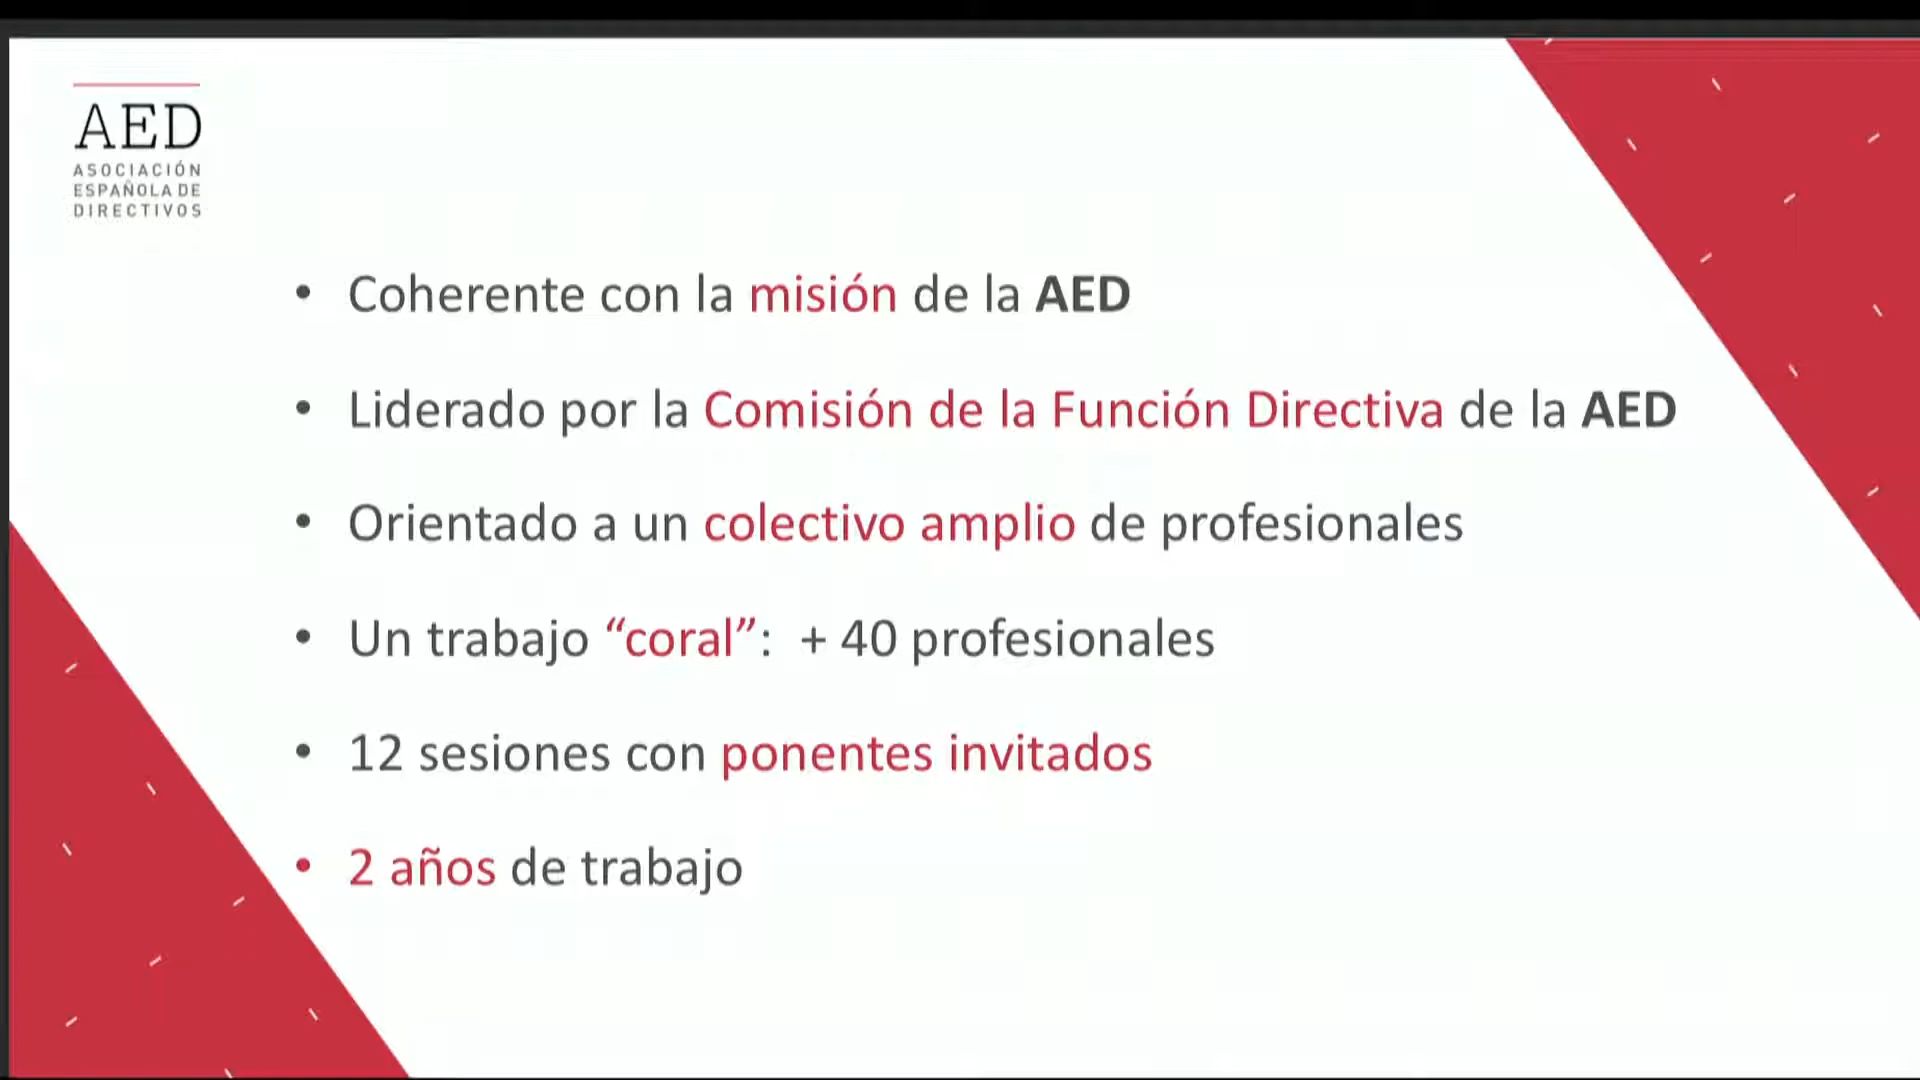 AED
ASOCIACIÓN
ESPAÑOLA DE
DIRECTIVOS
• Coherente con la misión de la AED
• Liderado por la Comisión de la Función Directiva de la AED
• Orientado a un colectivo amplio de profesionales
• Un trabajo “coral”:  + 40 profesionales
• 12 sesiones con ponentes invitados
• 2 años de trabajo